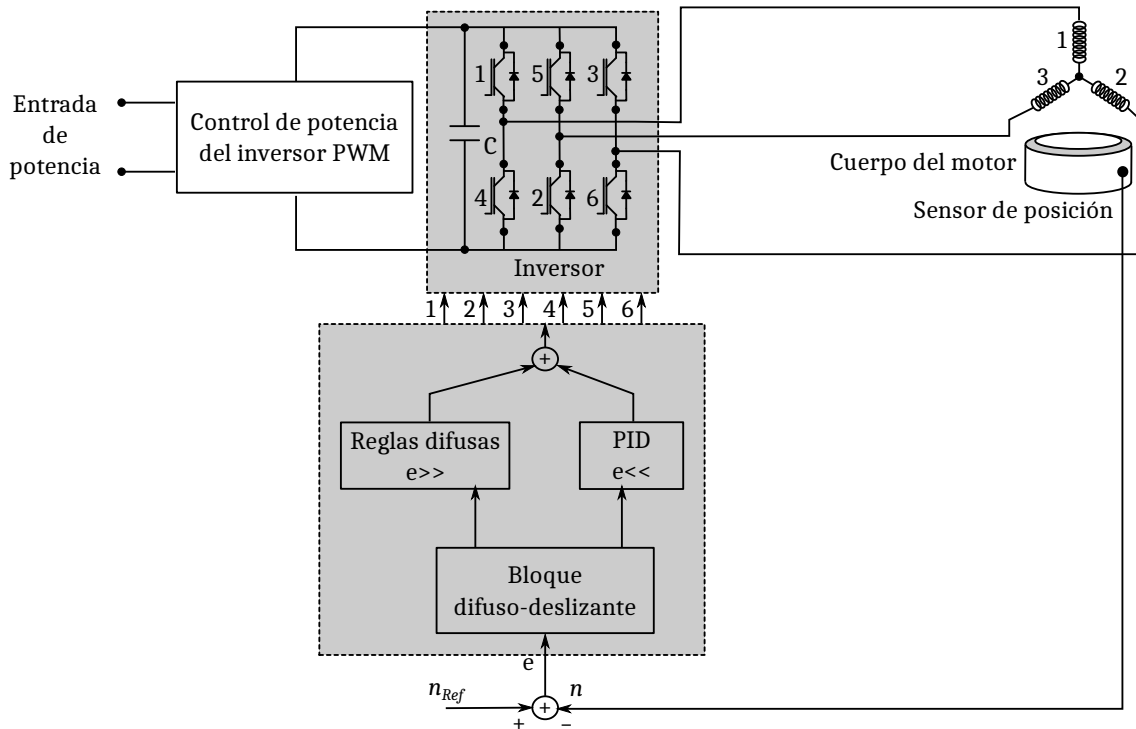 Entrada
de
potencia
Control de potencia
del inversor PWM
C
1
5
3
4
2
6
Inversor
1
3
2
Cuerpo del motor
Sensor de posición
1
2
3
4
5
6
+
Reglas difusas
e>>
PID
e<<
Bloque
difuso-deslizante
e
n_Ref
n
+
+
−